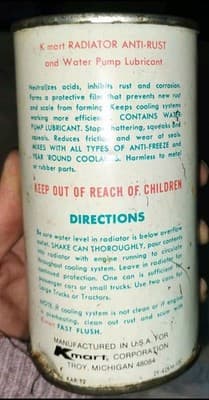 K mart RADIATOR ANTI-RUST
and Water Pump Lubricant
Neutralizes acids, inhibits rust and corrosion.
Forms a protective film that prevents new rust
and scale from forming. Keeps cooling systems
working more efficiently. CONTAINS WATER
PUMP LUBRICANT. Stops chattering, squeaks and
squeals. Reduces friction and wear of seals.
MIXES WITH ALL TYPES OF ANTI-FREEZE and
YEAR ROUND COOLANTS. Harmless to metal
or rubber parts.
KEEP OUT OF REACH OF CHILDREN
DIRECTIONS
Be sure water level in radiator is below overflow
outlet. SHAKE CAN THOROUGHLY, pour contents
into radiator with engine running to circulate
throughout cooling system. Leave in radiator for
continued protection. One can is sufficient for
passenger cars or small trucks. Use two cans for
Large Trucks or Tractors.
NOTE: If cooling system is not clean or if engine
is overheating, clean out rust and scale with
Kmart FAST FLUSH.
MANUFACTURED IN U.S.A. FOR
Kmart CORPORATION
TROY, MICHIGAN 48084
KAR-12